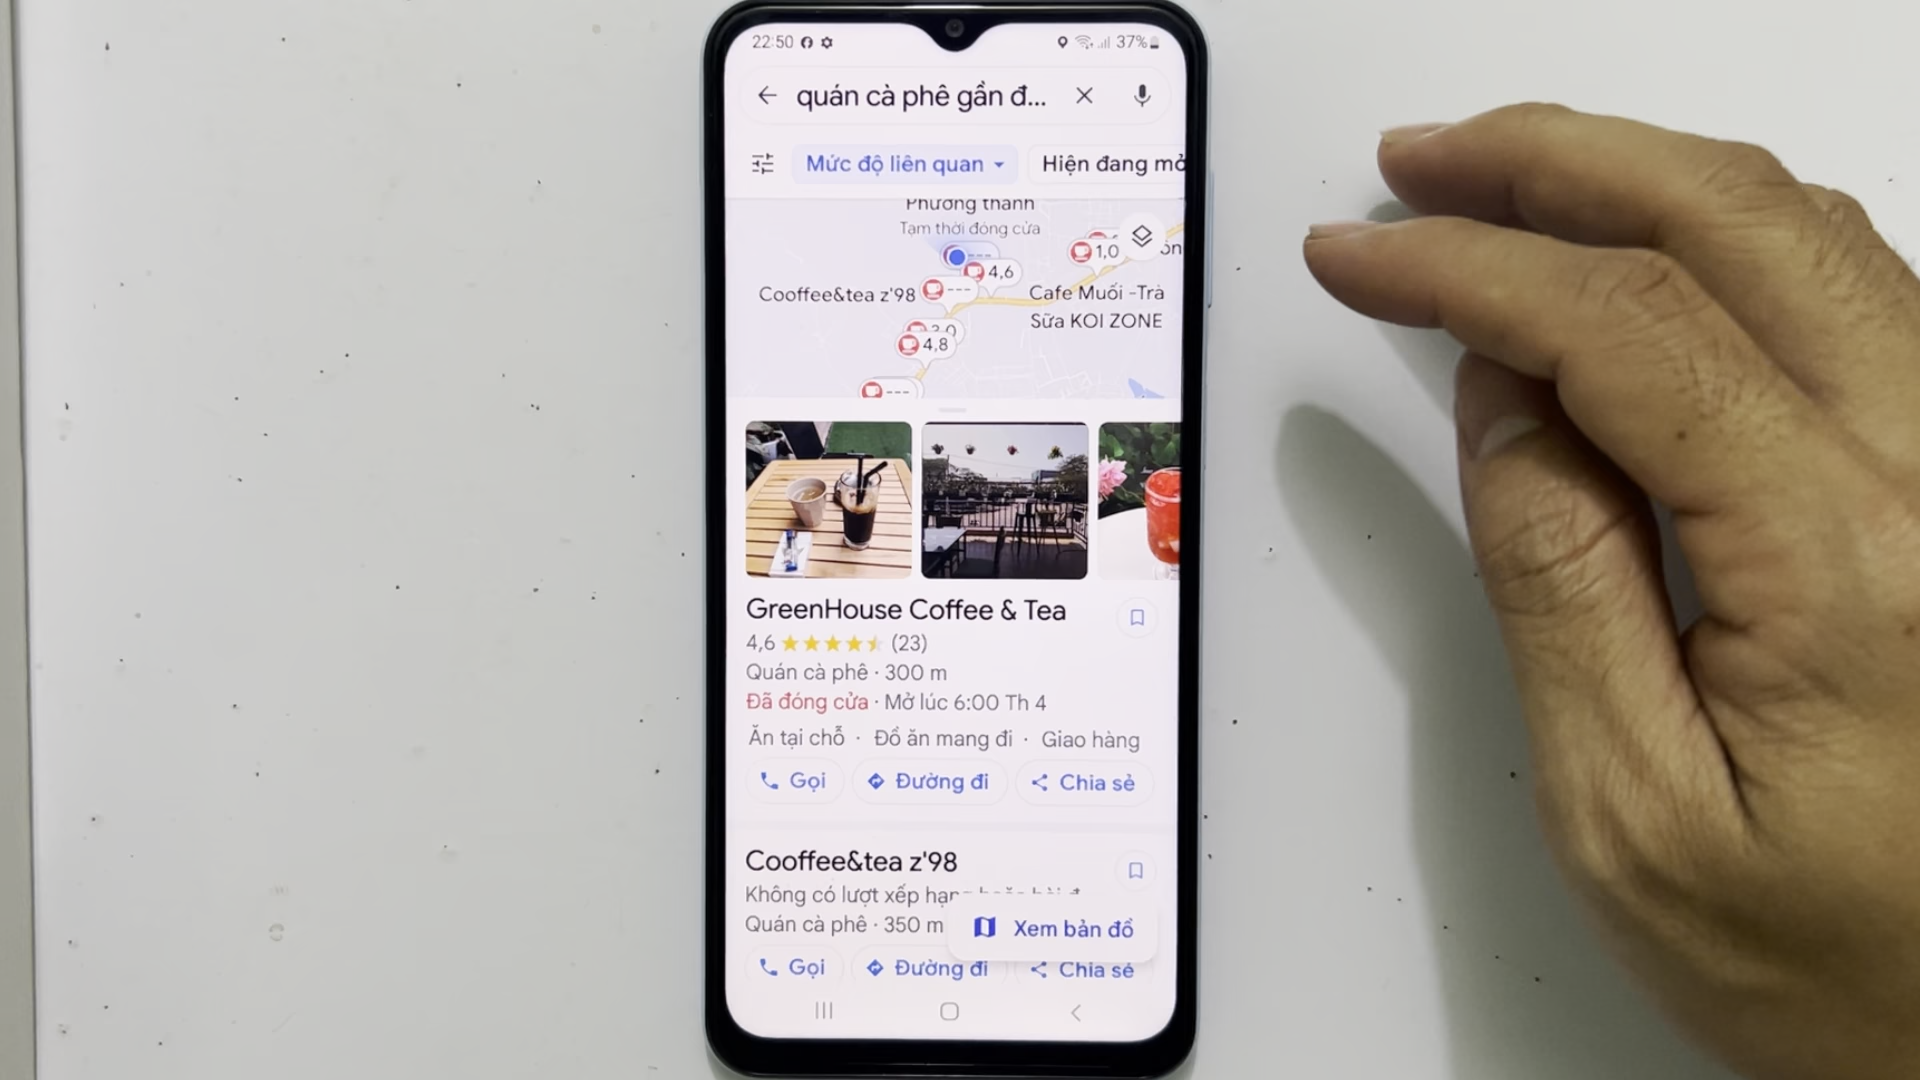 22:50
37%
quán cà phê gần đ...
Mức độ liên quan
Hiện đang mở
Phương thanh
Tạm thời đóng cửa
1,0
4,6
Cooffee&tea z'98
---
Cafe Muối -Trà
Sữa KOI ZONE
4,8
---
GreenHouse Coffee & Tea
4,6 (23)
Quán cà phê · 300 m
Đã đóng cửa · Mở lúc 6:00 Th 4
Ăn tại chỗ · Đồ ăn mang đi · Giao hàng
Gọi
Đường đi
Chia sẻ
Cooffee&tea z'98
Không có lượt xếp hạn
Quán cà phê · 350 m
Xem bản đồ
Gọi
Đường đi
Chia sẻ